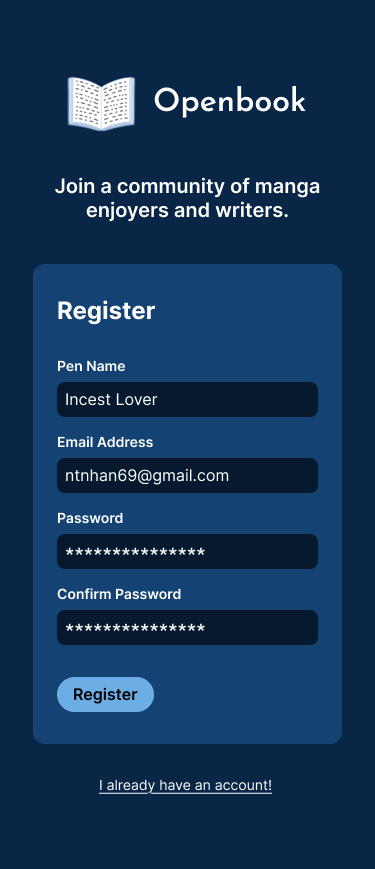 Openbook
Join a community of manga
enjoyers and writers.
Register
Pen Name
Incest Lover
Email Address
ntnhan69@gmail.com
Password
***************
Confirm Password
***************
Register
I already have an account!